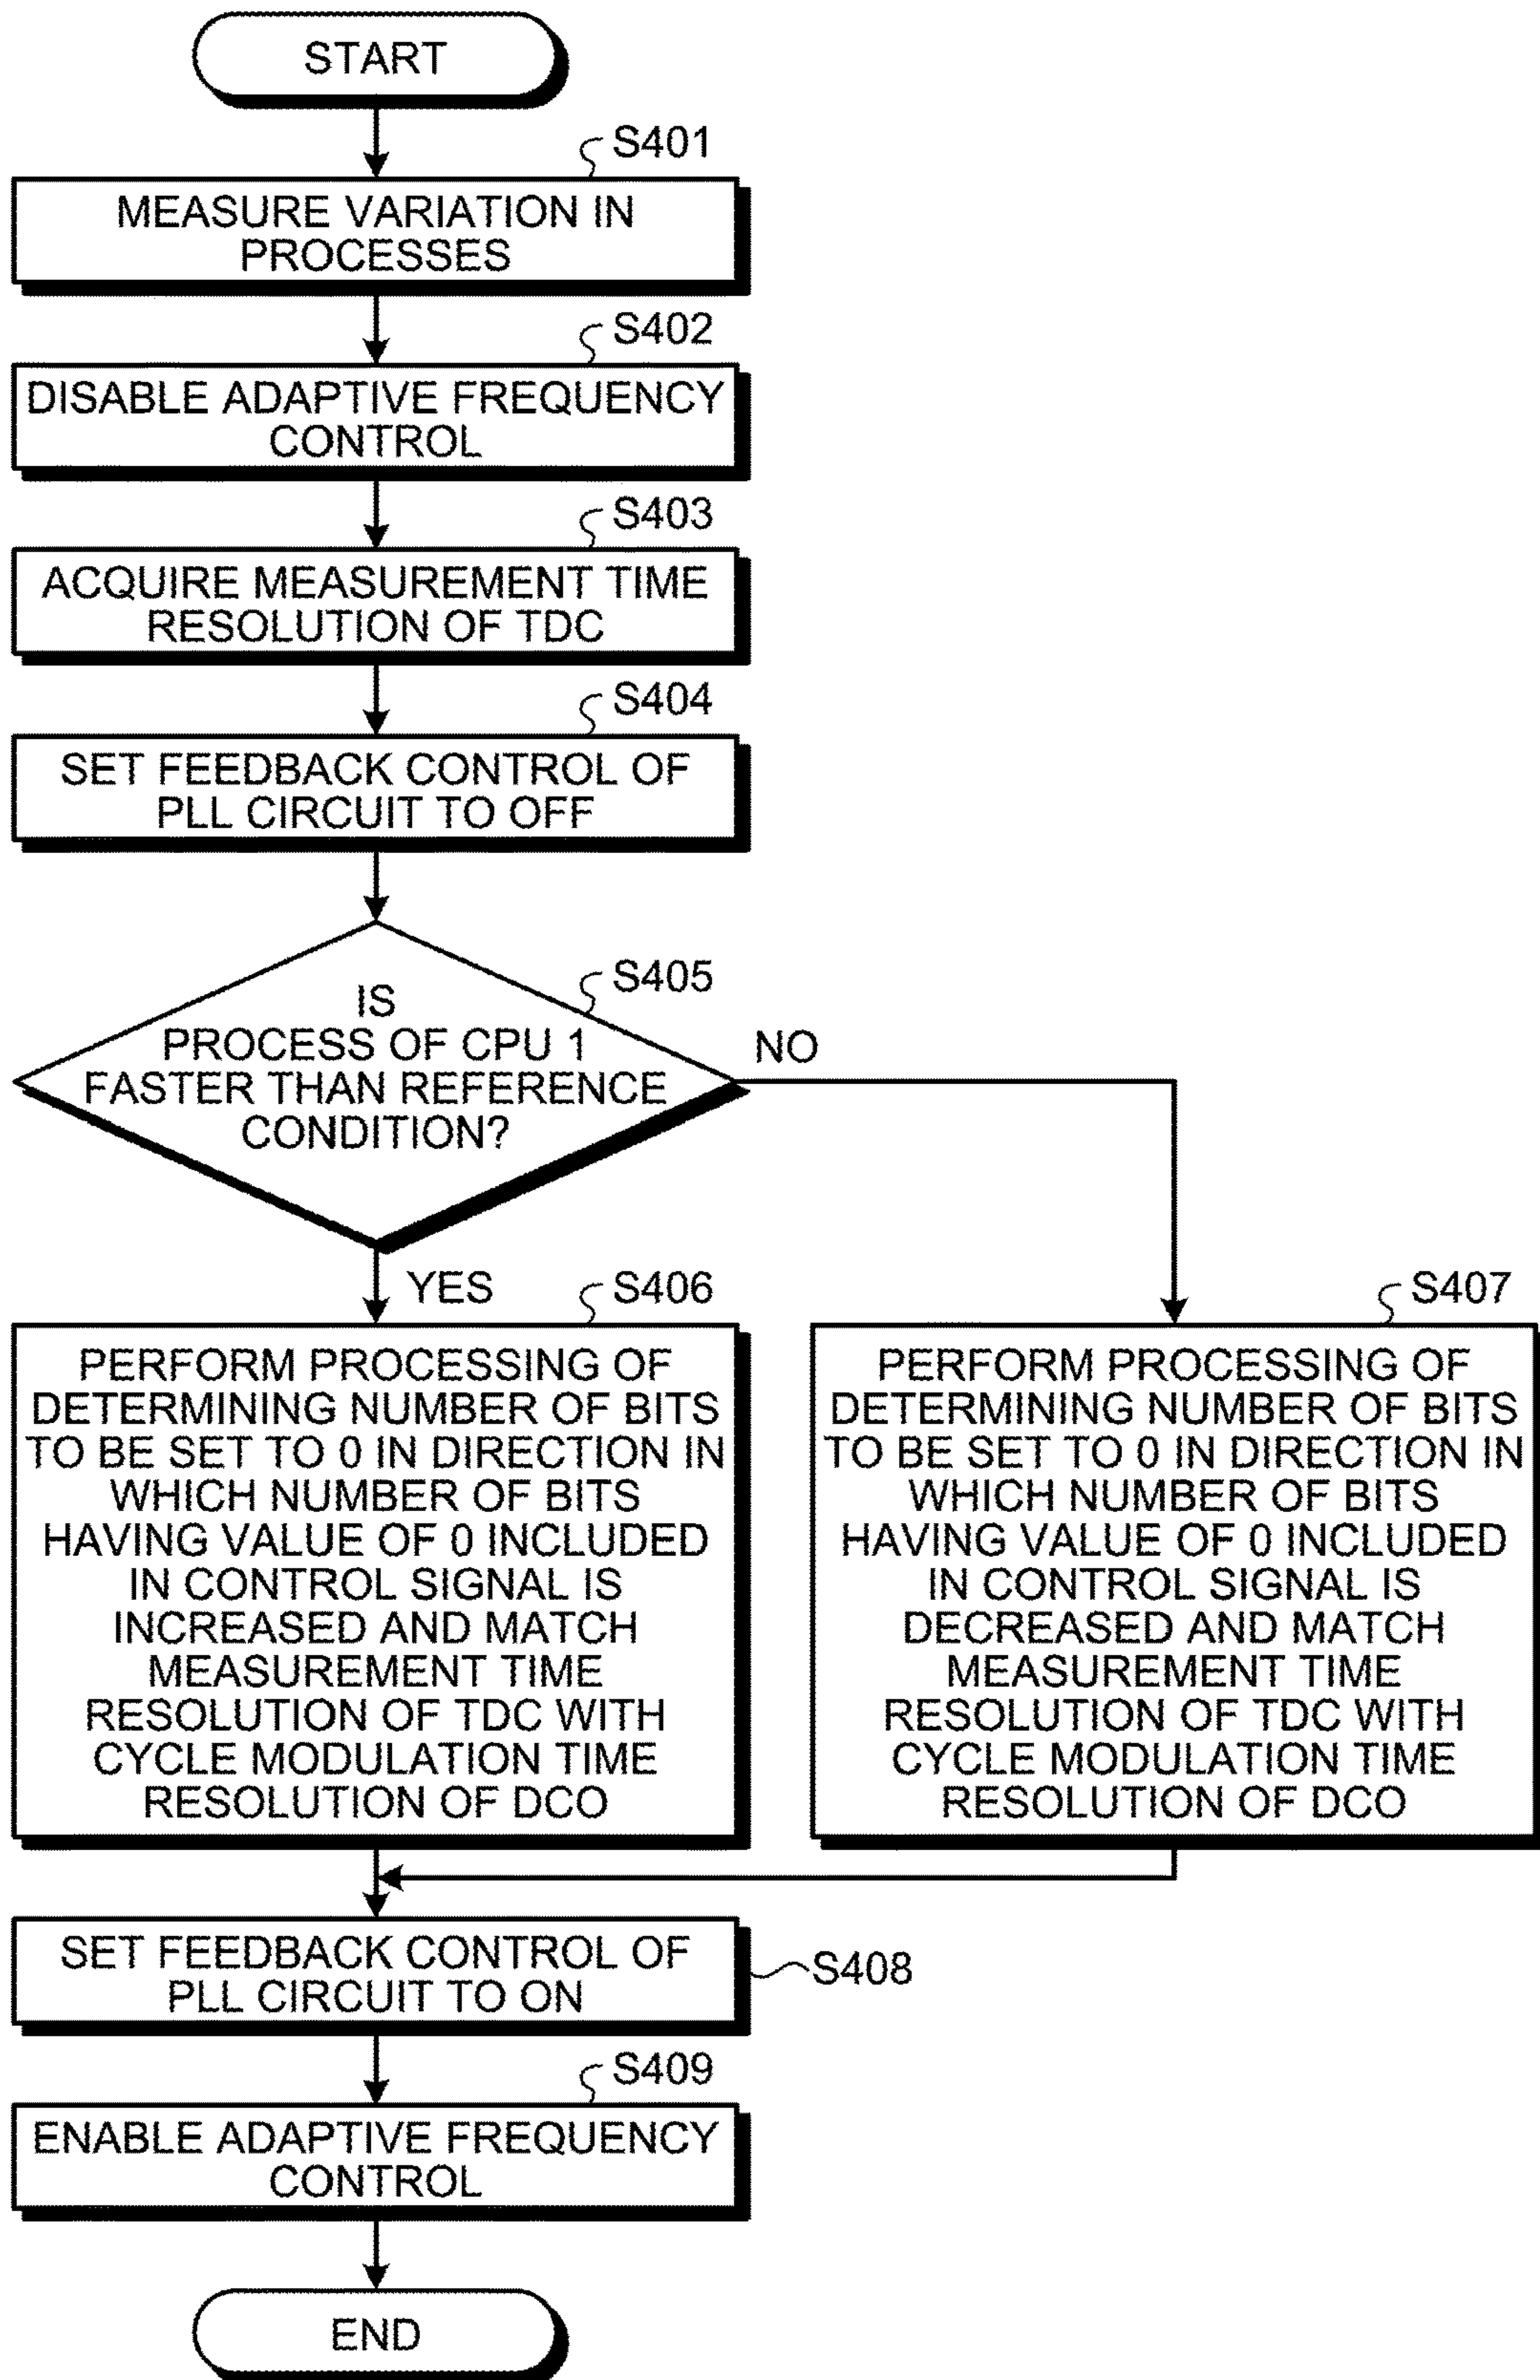 START
S401
MEASURE VARIATION IN
PROCESSES
S402
DISABLE ADAPTIVE FREQUENCY
CONTROL
S403
ACQUIRE MEASUREMENT TIME
RESOLUTION OF TDC
S404
SET FEEDBACK CONTROL OF
PLL CIRCUIT TO OFF
S405
IS
PROCESS OF CPU 1
FASTER THAN REFERENCE
CONDITION?
NO
YES
S406
PERFORM PROCESSING OF
DETERMINING NUMBER OF BITS
TO BE SET TO 0 IN DIRECTION IN
WHICH NUMBER OF BITS
HAVING VALUE OF 0 INCLUDED
IN CONTROL SIGNAL IS
INCREASED AND MATCH
MEASUREMENT TIME
RESOLUTION OF TDC WITH
CYCLE MODULATION TIME
RESOLUTION OF DCO
S407
PERFORM PROCESSING OF
DETERMINING NUMBER OF BITS
TO BE SET TO 0 IN DIRECTION IN
WHICH NUMBER OF BITS
HAVING VALUE OF 0 INCLUDED
IN CONTROL SIGNAL IS
DECREASED AND MATCH
MEASUREMENT TIME
RESOLUTION OF TDC WITH
CYCLE MODULATION TIME
RESOLUTION OF DCO
SET FEEDBACK CONTROL OF
PLL CIRCUIT TO ON
S408
S409
ENABLE ADAPTIVE FREQUENCY
CONTROL
END